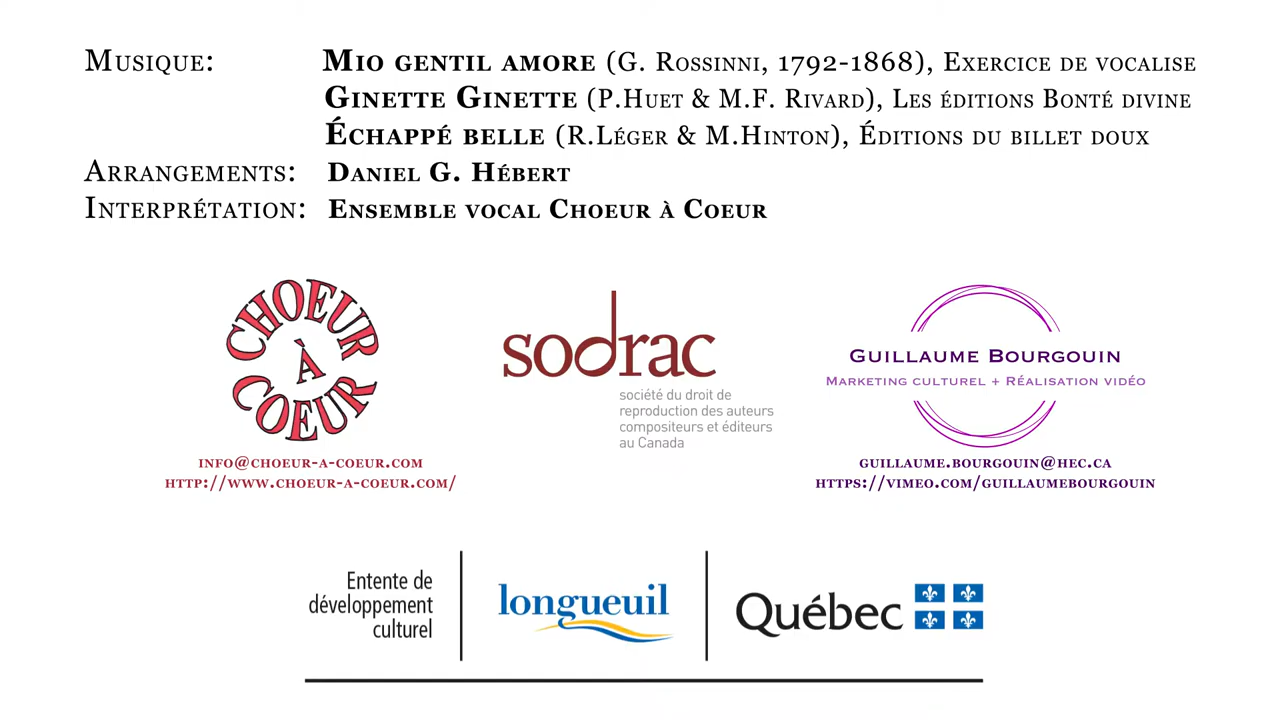 Musique: Mio gentil amore (G. Rossinni, 1792-1868), Exercice de vocalise
Ginette Ginette (P.Huet & M.F. Rivard), Les éditions Bonté divine
Échappé belle (R.Léger & M.Hinton), Éditions du billet doux
Arrangements: Daniel G. Hébert
Interprétation: Ensemble vocal Choeur à Coeur
CHOEUR
À
COEUR
info@choeur-a-coeur.com
http://www.choeur-a-coeur.com/
sodrac
société du droit de
reproduction des auteurs
compositeurs et éditeurs
au Canada
Guillaume Bourgouin
Marketing culturel + Réalisation vidéo
guillaume.bourgouin@hec.ca
https://vimeo.com/guillaumebourgouin
Entente de
développement
culturel
longueuil
Québec